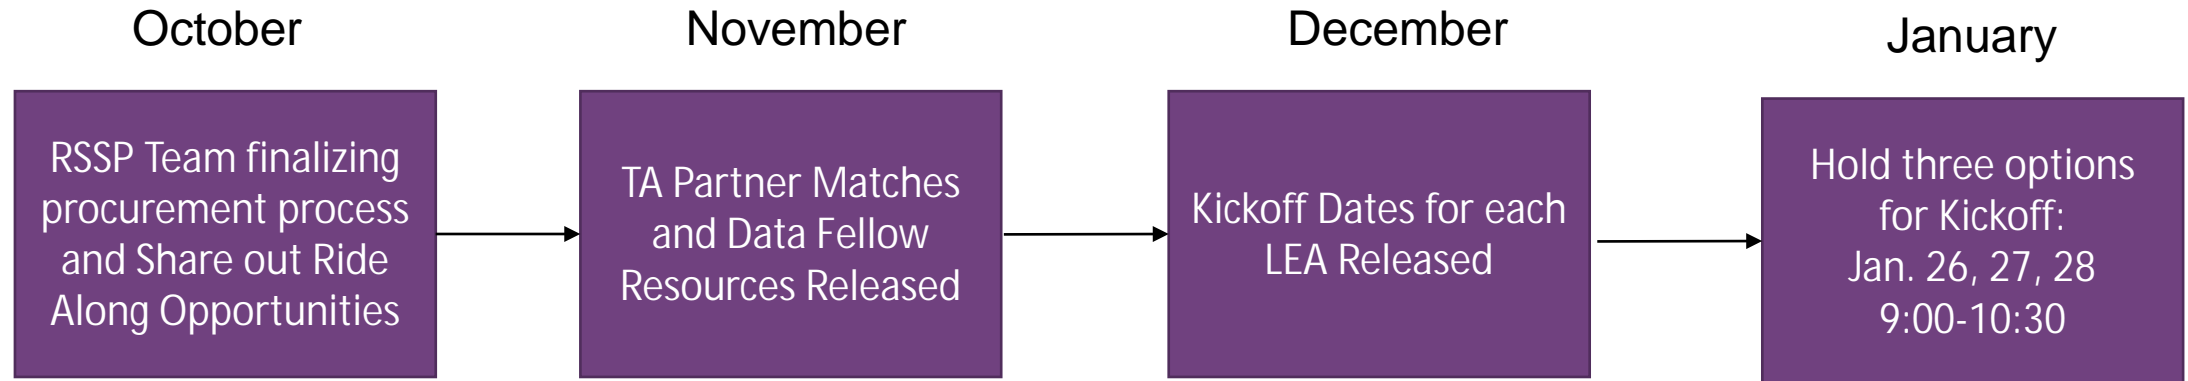 October
RSSP Team finalizing
procurement process
and Share out Ride
Along Opportunities
November
TA Partner Matches
and Data Fellow
Resources Released
December
Kickoff Dates for each
LEA Released
January
Hold three options
for Kickoff:
Jan. 26, 27, 28
9:00-10:30